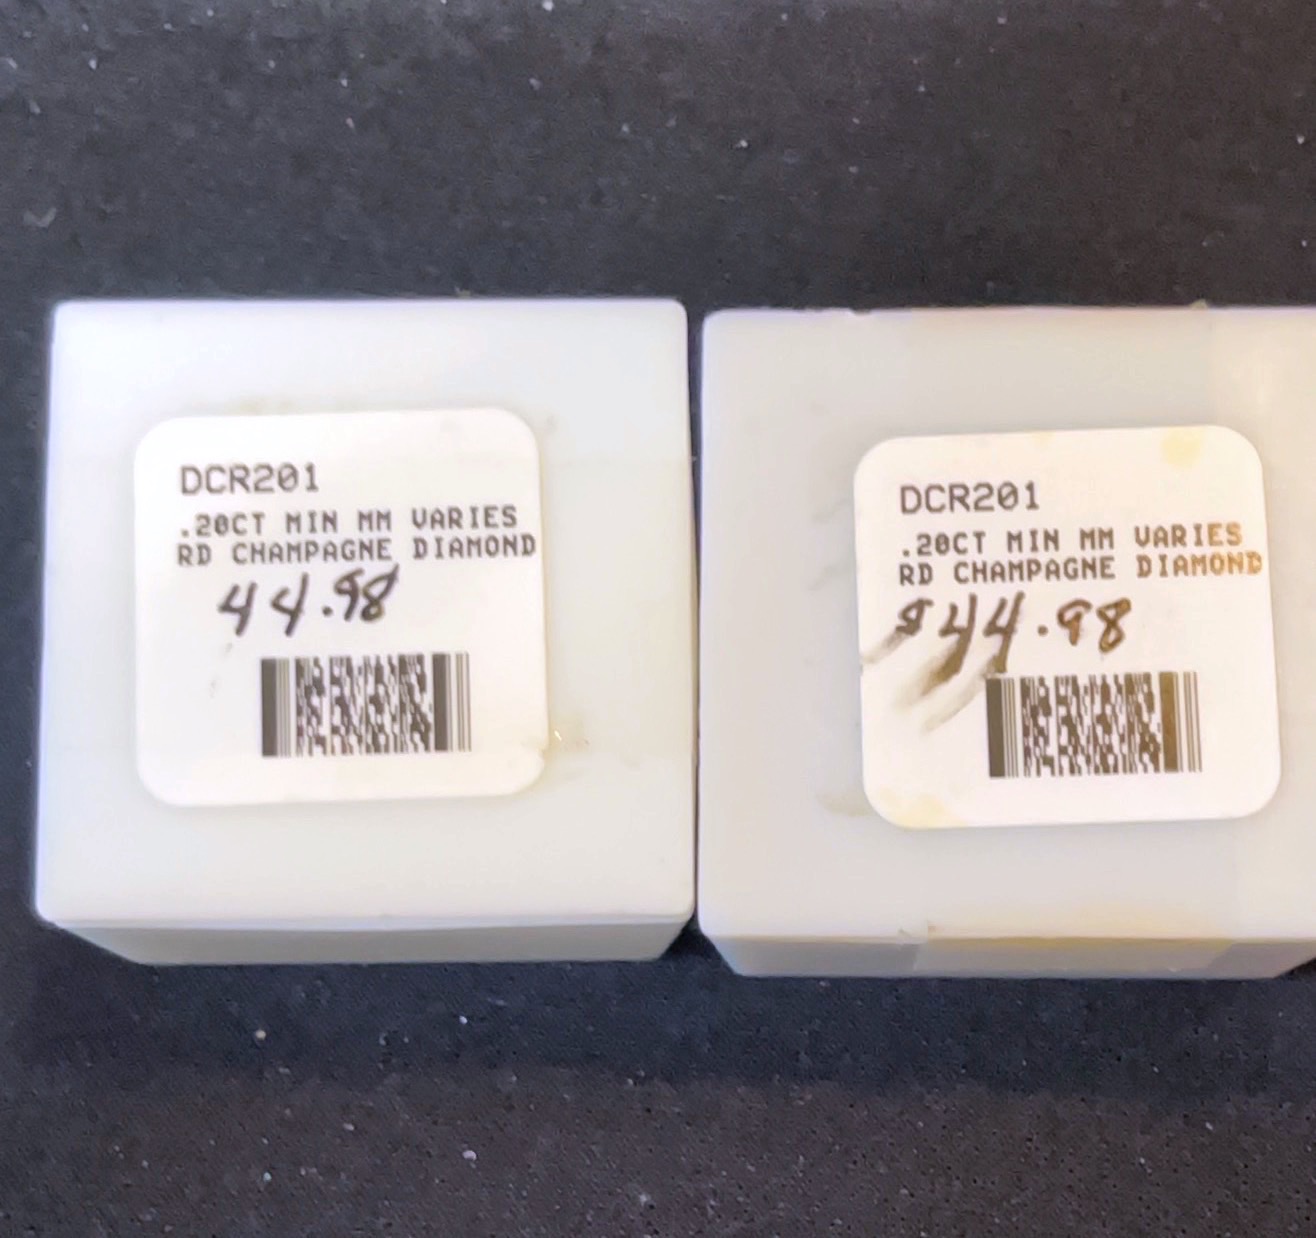 DCR201
.20CT MIN MM VARIES
RD CHAMPAGNE DIAMOND
44.98
DCR201
.20CT MIN MM VARIES
RD CHAMPAGNE DIAMOND
$44.98